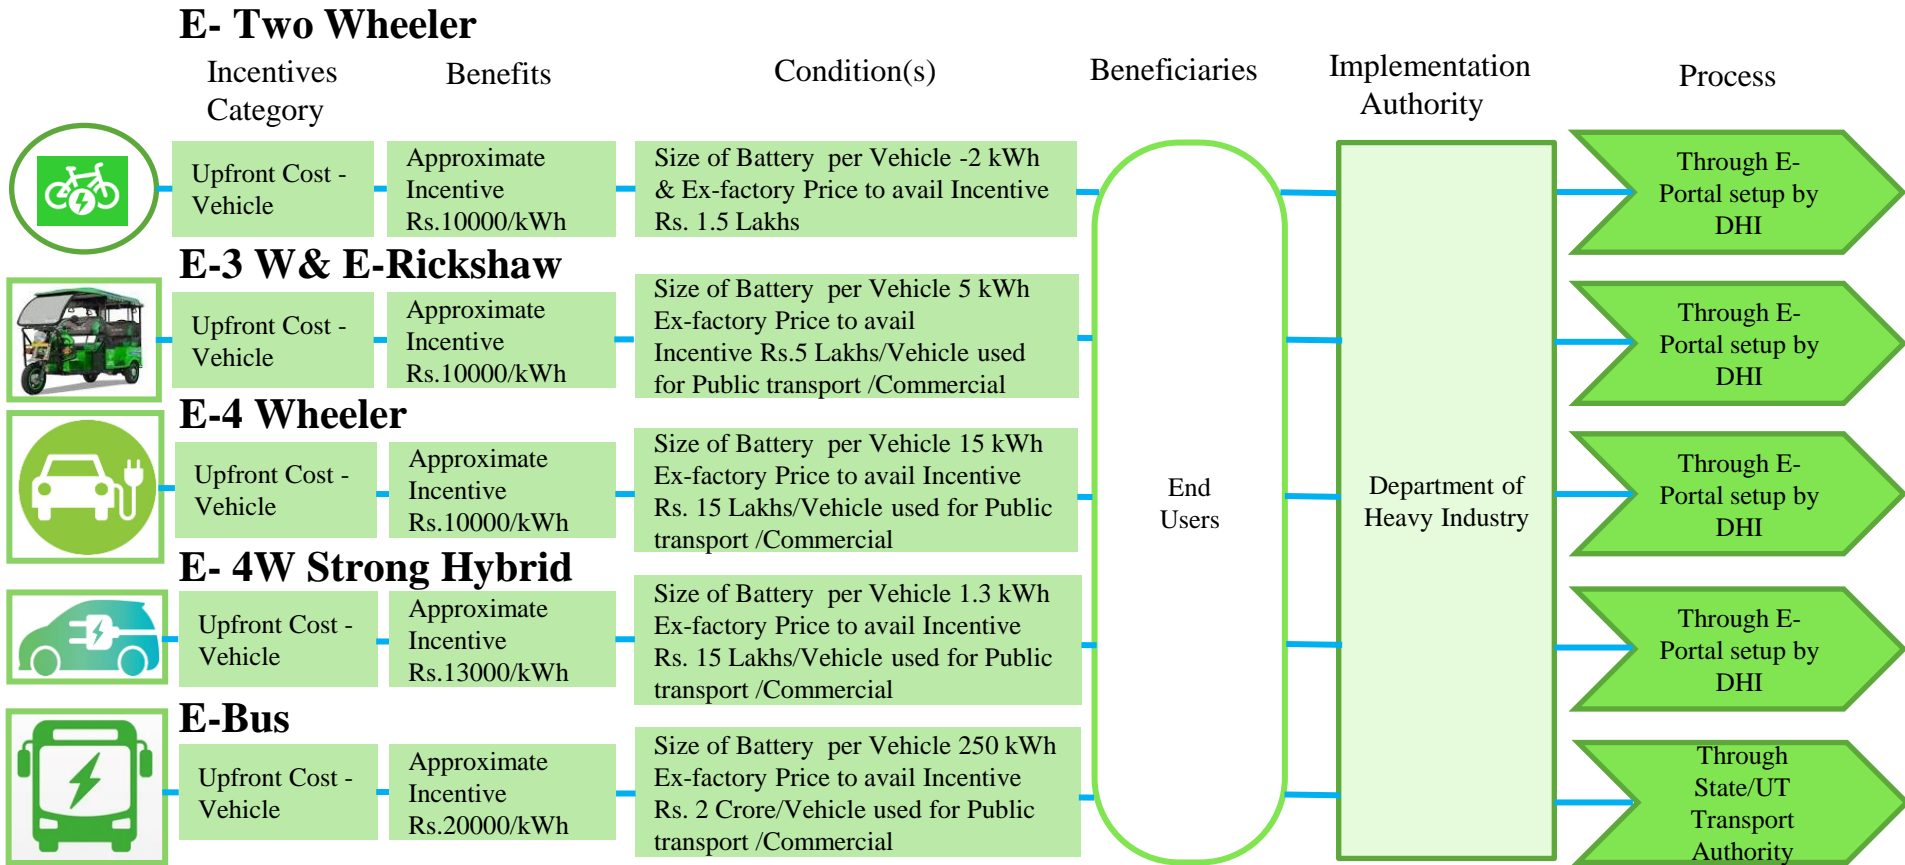 E- Two Wheeler
Incentives
Category
Benefits
Condition(s)
Beneficiaries
Implementation
Authority
Process
Upfront Cost -
Vehicle
Approximate
Incentive
Rs.10000/kWh
Size of Battery per Vehicle -2 kWh
& Ex-factory Price to avail Incentive
Rs. 1.5 Lakhs
Through E-
Portal setup by
DHI
E-3 W& E-Rickshaw
Upfront Cost -
Vehicle
Approximate
Incentive
Rs.10000/kWh
Size of Battery per Vehicle 5 kWh
Ex-factory Price to avail
Incentive Rs.5 Lakhs/Vehicle used
for Public transport /Commercial
Through E-
Portal setup by
DHI
E-4 Wheeler
Upfront Cost -
Vehicle
Approximate
Incentive
Rs.10000/kWh
Size of Battery per Vehicle 15 kWh
Ex-factory Price to avail Incentive
Rs. 15 Lakhs/Vehicle used for Public
transport /Commercial
End
Users
Department of
Heavy Industry
Through E-
Portal setup by
DHI
E- 4W Strong Hybrid
Upfront Cost -
Vehicle
Approximate
Incentive
Rs.13000/kWh
Size of Battery per Vehicle 1.3 kWh
Ex-factory Price to avail Incentive
Rs. 15 Lakhs/Vehicle used for Public
transport /Commercial
Through E-
Portal setup by
DHI
E-Bus
Upfront Cost -
Vehicle
Approximate
Incentive
Rs.20000/kWh
Size of Battery per Vehicle 250 kWh
Ex-factory Price to avail Incentive
Rs. 2 Crore/Vehicle used for Public
transport /Commercial
Through
State/UT
Transport
Authority